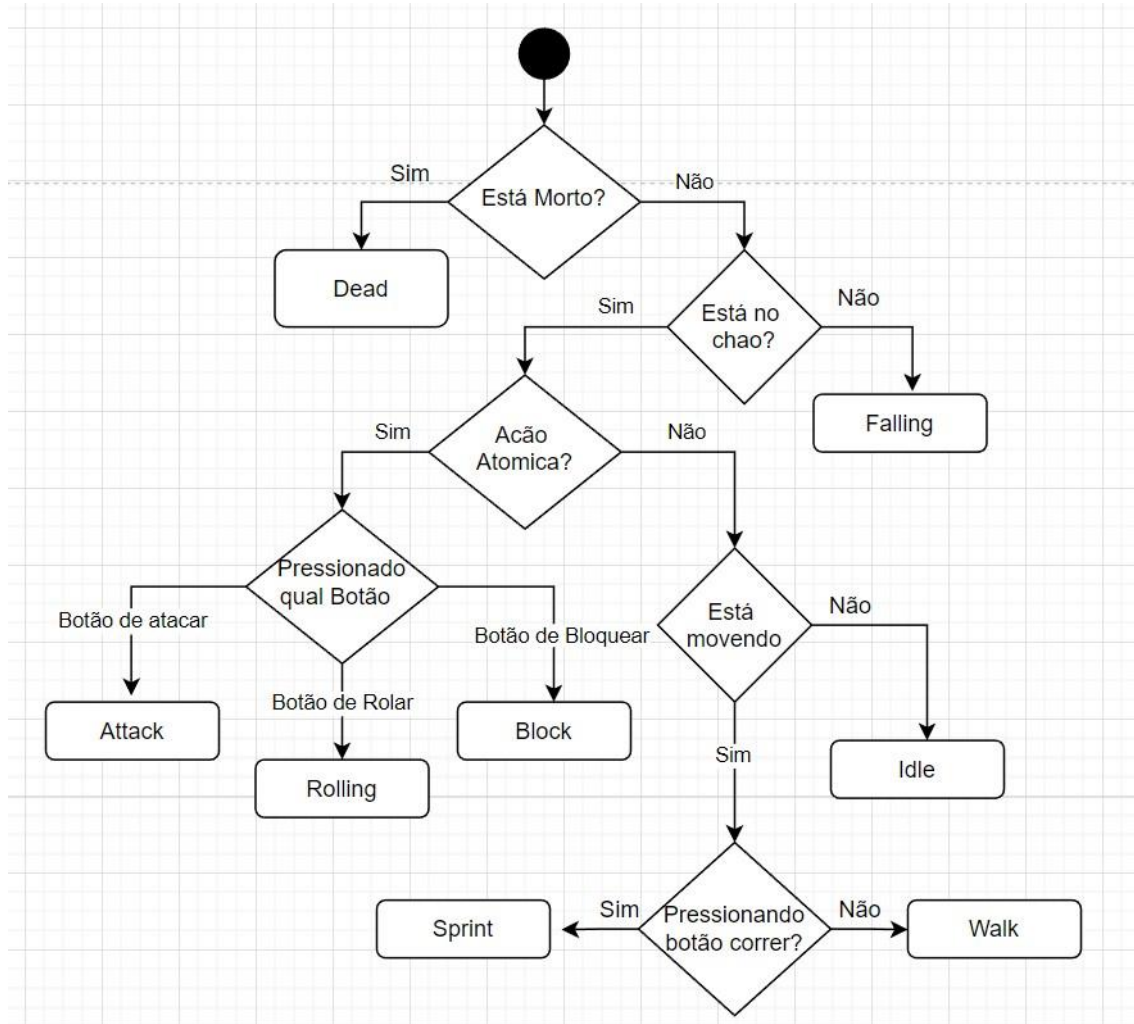 Sim
Está Morto?
Não
Dead
Sim
Está no
chao?
Não
Falling
Sim
Acão
Atomica?
Não
Pressionado
qual Botão
Botão de atacar
Botão de Bloquear
Está
movendo
Não
Botão de Rolar
Attack
Block
Rolling
Sim
Idle
Sprint
Sim
Pressionando
botão correr?
Não
Walk